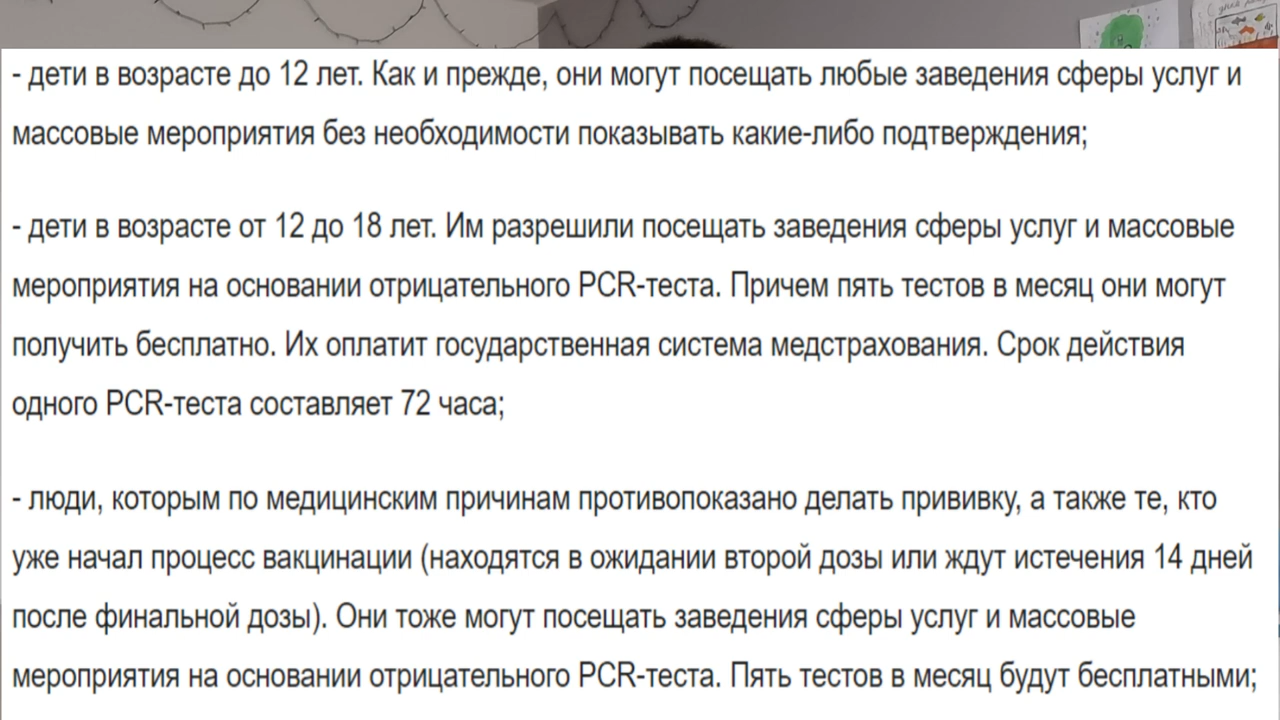 - дети в возрасте до 12 лет. Как и прежде, они могут посещать любые заведения сферы услуг и
массовые мероприятия без необходимости показывать какие-либо подтверждения;
- дети в возрасте от 12 до 18 лет. Им разрешили посещать заведения сферы услуг и массовые
мероприятия на основании отрицательного PCR-теста. Причем пять тестов в месяц они могут
получить бесплатно. Их оплатит государственная система медстрахования. Срок действия
одного PCR-теста составляет 72 часа;
- люди, которым по медицинским причинам противопоказано делать прививку, а также те, кто
уже начал процесс вакцинации (находятся в ожидании второй дозы или ждут истечения 14 дней
после финальной дозы). Они тоже могут посещать заведения сферы услуг и массовые
мероприятия на основании отрицательного PCR-теста. Пять тестов в месяц будут бесплатными;